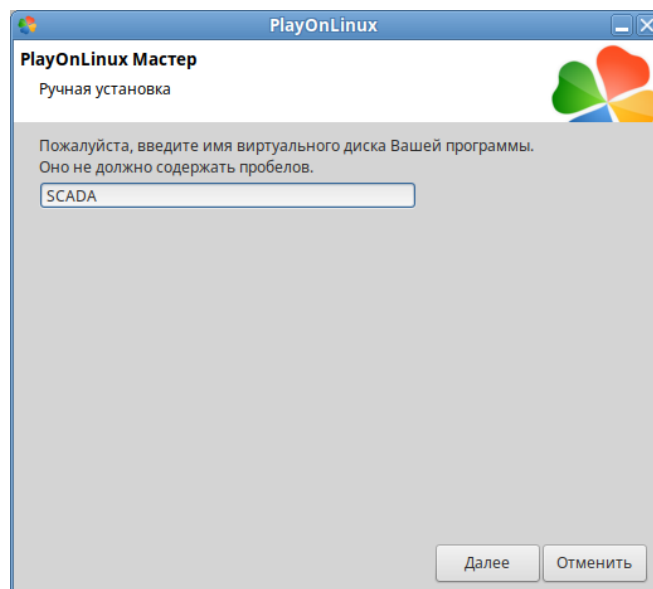 PlayOnLinux
PlayOnLinux Мастер
Ручная установка
Пожалуйста, введите имя виртуального диска Вашей программы.
Оно не должно содержать пробелов.
SCADA
Далее
Отменить